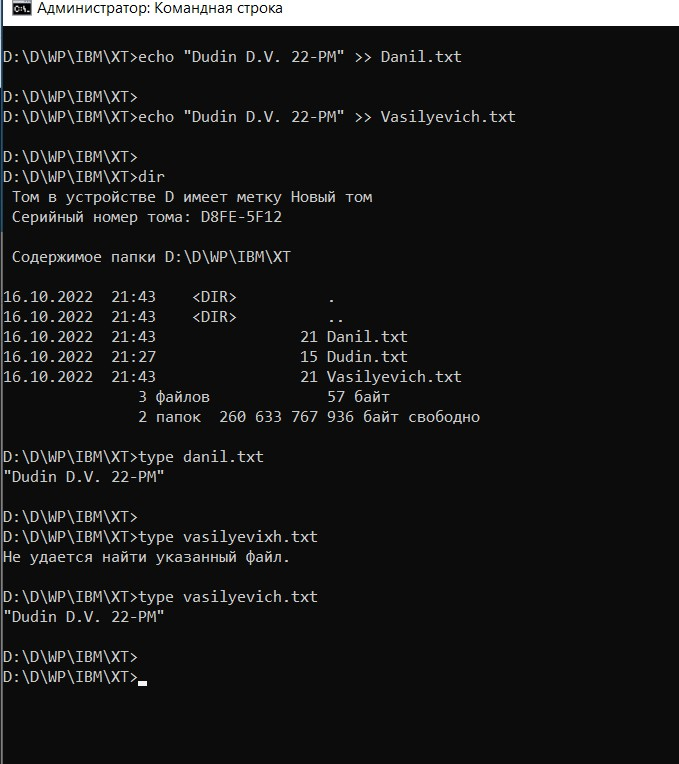 Администратор: Командная строка
D:\D\WP\IBM\XT>echo "Dudin D.V. 22-PM" >> Danil.txt
D:\D\WP\IBM\XT>
D:\D\WP\IBM\XT>echo "Dudin D.V. 22-PM" >> Vasilyevich.txt
D:\D\WP\IBM\XT>
D:\D\WP\IBM\XT>dir
Том в устройстве D имеет метку Новый том
Серийный номер тома: D8FE-5F12
Содержимое папки D:\D\WP\IBM\XT
16.10.2022  21:43    <DIR>          .
16.10.2022  21:43    <DIR>          ..
16.10.2022  21:43                21 Danil.txt
16.10.2022  21:27                15 Dudin.txt
16.10.2022  21:43                21 Vasilyevich.txt
3 файлов             57 байт
2 папок  260 633 767 936 байт свободно
D:\D\WP\IBM\XT>type danil.txt
"Dudin D.V. 22-PM"
D:\D\WP\IBM\XT>
D:\D\WP\IBM\XT>type vasilyevixh.txt
Не удается найти указанный файл.
D:\D\WP\IBM\XT>type vasilyevich.txt
"Dudin D.V. 22-PM"
D:\D\WP\IBM\XT>
D:\D\WP\IBM\XT>